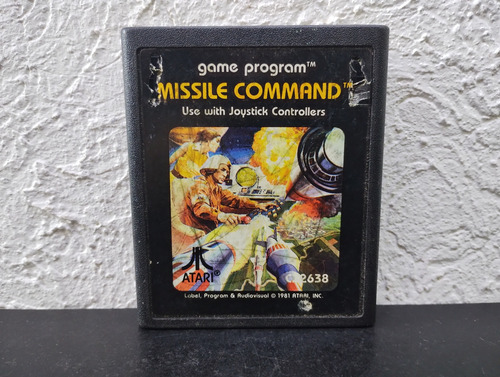 game program™
MISSILE COMMAND™
Use with Joystick Controllers
ATARI®
2638
Label, Program & Audiovisual © 1981 ATARI, INC.